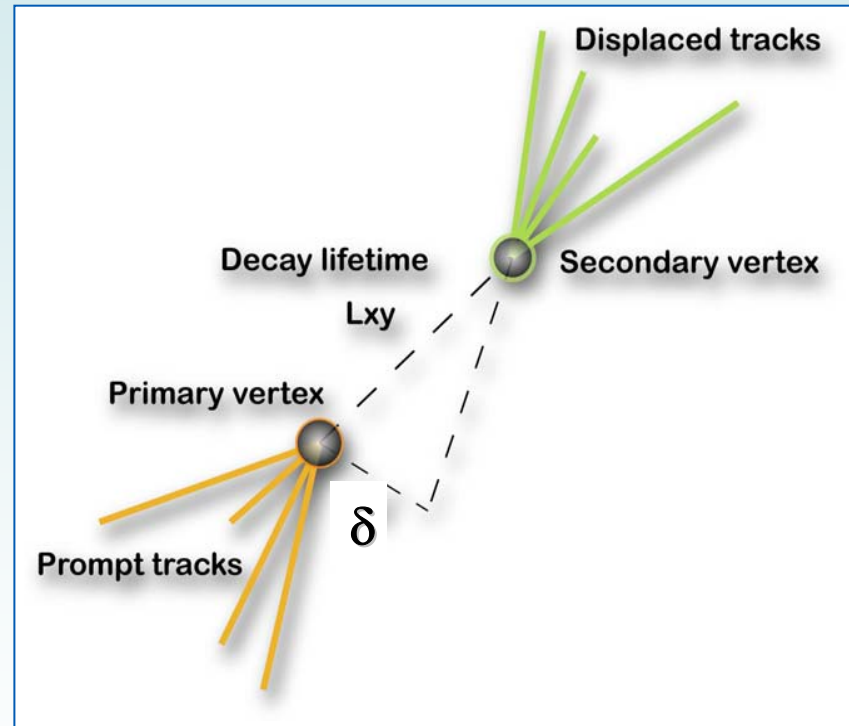 Displaced tracks
Decay lifetime
Secondary vertex
Lxy
Primary vertex
δ
Prompt tracks